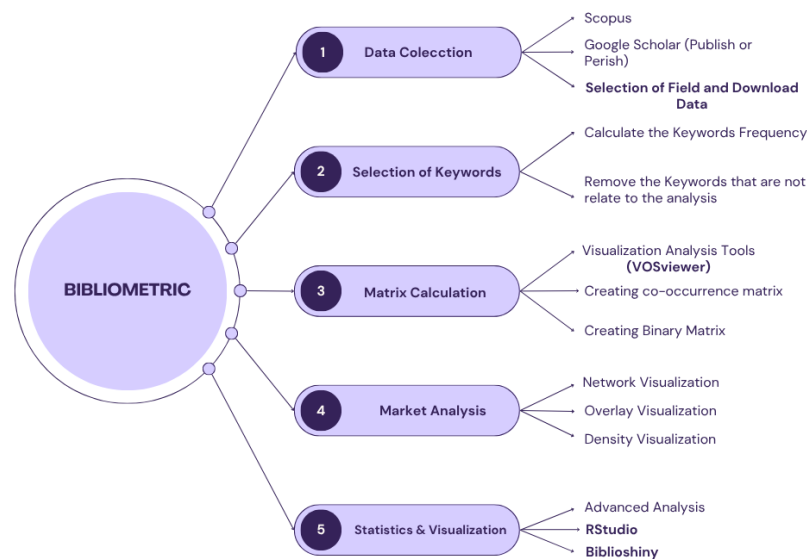 BIBLIOMETRIC
1
Data Colecction
Scopus
Google Scholar (Publish or
Perish)
Selection of Field and Download
Data
2
Selection of Keywords
Calculate the Keywords Frequency
Remove the Keywords that are not
relate to the analysis
3
Matrix Calculation
Visualization Analysis Tools
(VOSviewer)
Creating co-occurrence matrix
Creating Binary Matrix
4
Market Analysis
Network Visualization
Overlay Visualization
Density Visualization
5
Statistics & Visualization
Advanced Analysis
RStudio
Biblioshiny